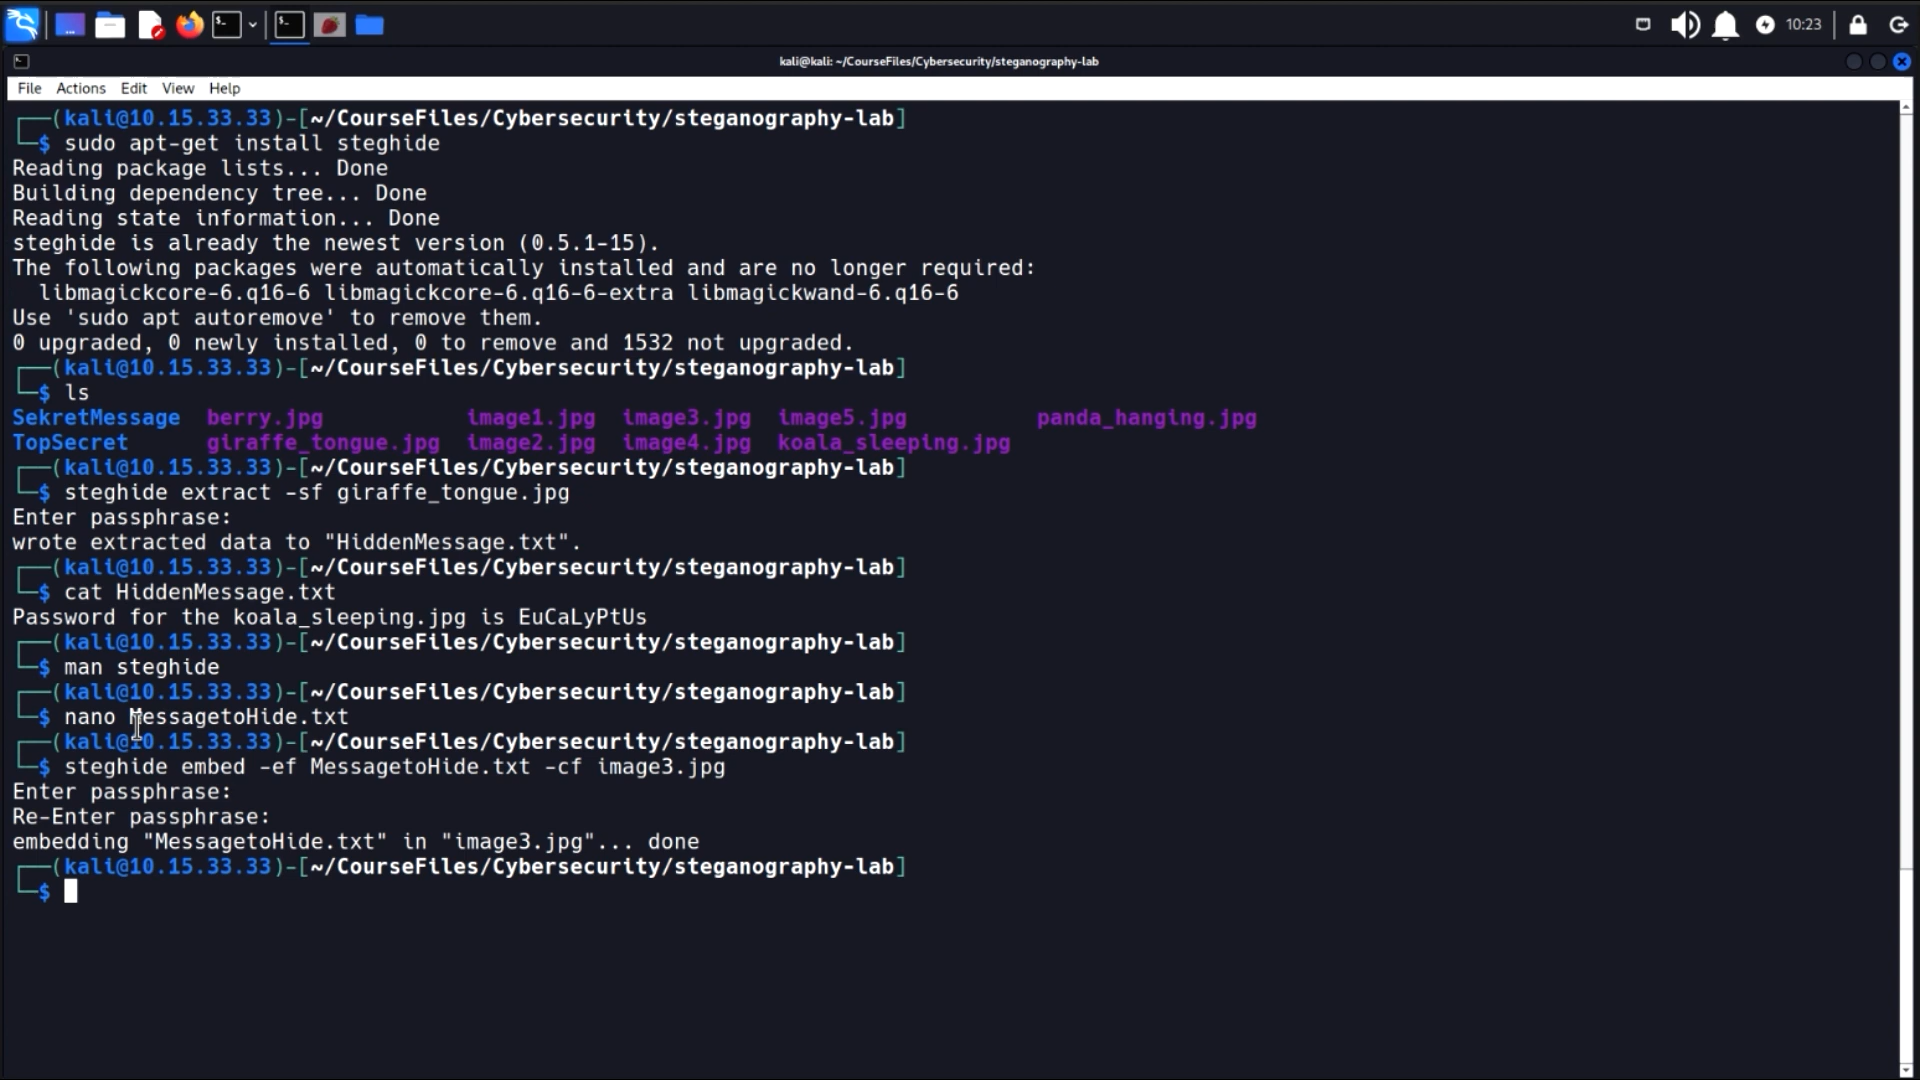 10:23
kali@kali: ~/CourseFiles/Cybersecurity/steganography-lab
File Actions Edit View Help
┌──(kali@10.15.33.33)-[~/CourseFiles/Cybersecurity/steganography-lab]
└─$ sudo apt-get install steghide
Reading package lists... Done
Building dependency tree... Done
Reading state information... Done
steghide is already the newest version (0.5.1-15).
The following packages were automatically installed and are no longer required:
  libmagickcore-6.q16-6 libmagickcore-6.q16-6-extra libmagickwand-6.q16-6
Use 'sudo apt autoremove' to remove them.
0 upgraded, 0 newly installed, 0 to remove and 1532 not upgraded.
┌──(kali@10.15.33.33)-[~/CourseFiles/Cybersecurity/steganography-lab]
└─$ ls
SekretMessage  berry.jpg           image1.jpg  image3.jpg  image5.jpg          panda_hanging.jpg
TopSecret      giraffe_tongue.jpg  image2.jpg  image4.jpg  koala_sleeping.jpg
┌──(kali@10.15.33.33)-[~/CourseFiles/Cybersecurity/steganography-lab]
└─$ steghide extract -sf giraffe_tongue.jpg
Enter passphrase:
wrote extracted data to "HiddenMessage.txt".
┌──(kali@10.15.33.33)-[~/CourseFiles/Cybersecurity/steganography-lab]
└─$ cat HiddenMessage.txt
Password for the koala_sleeping.jpg is EuCaLyPtUs
┌──(kali@10.15.33.33)-[~/CourseFiles/Cybersecurity/steganography-lab]
└─$ man steghide
┌──(kali@10.15.33.33)-[~/CourseFiles/Cybersecurity/steganography-lab]
└─$ nano MessagetoHide.txt
┌──(kali@10.15.33.33)-[~/CourseFiles/Cybersecurity/steganography-lab]
└─$ steghide embed -ef MessagetoHide.txt -cf image3.jpg
Enter passphrase:
Re-Enter passphrase:
embedding "MessagetoHide.txt" in "image3.jpg"... done
┌──(kali@10.15.33.33)-[~/CourseFiles/Cybersecurity/steganography-lab]
└─$